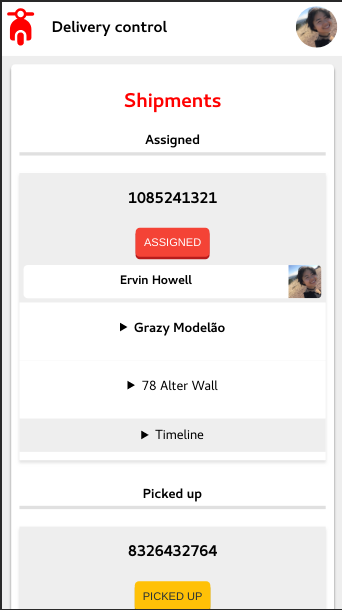 Delivery control
Shipments
Assigned
1085241321
ASSIGNED
Ervin Howell
Grazy Modelão
78 Alter Wall
Timeline
Picked up
8326432764
PICKED UP